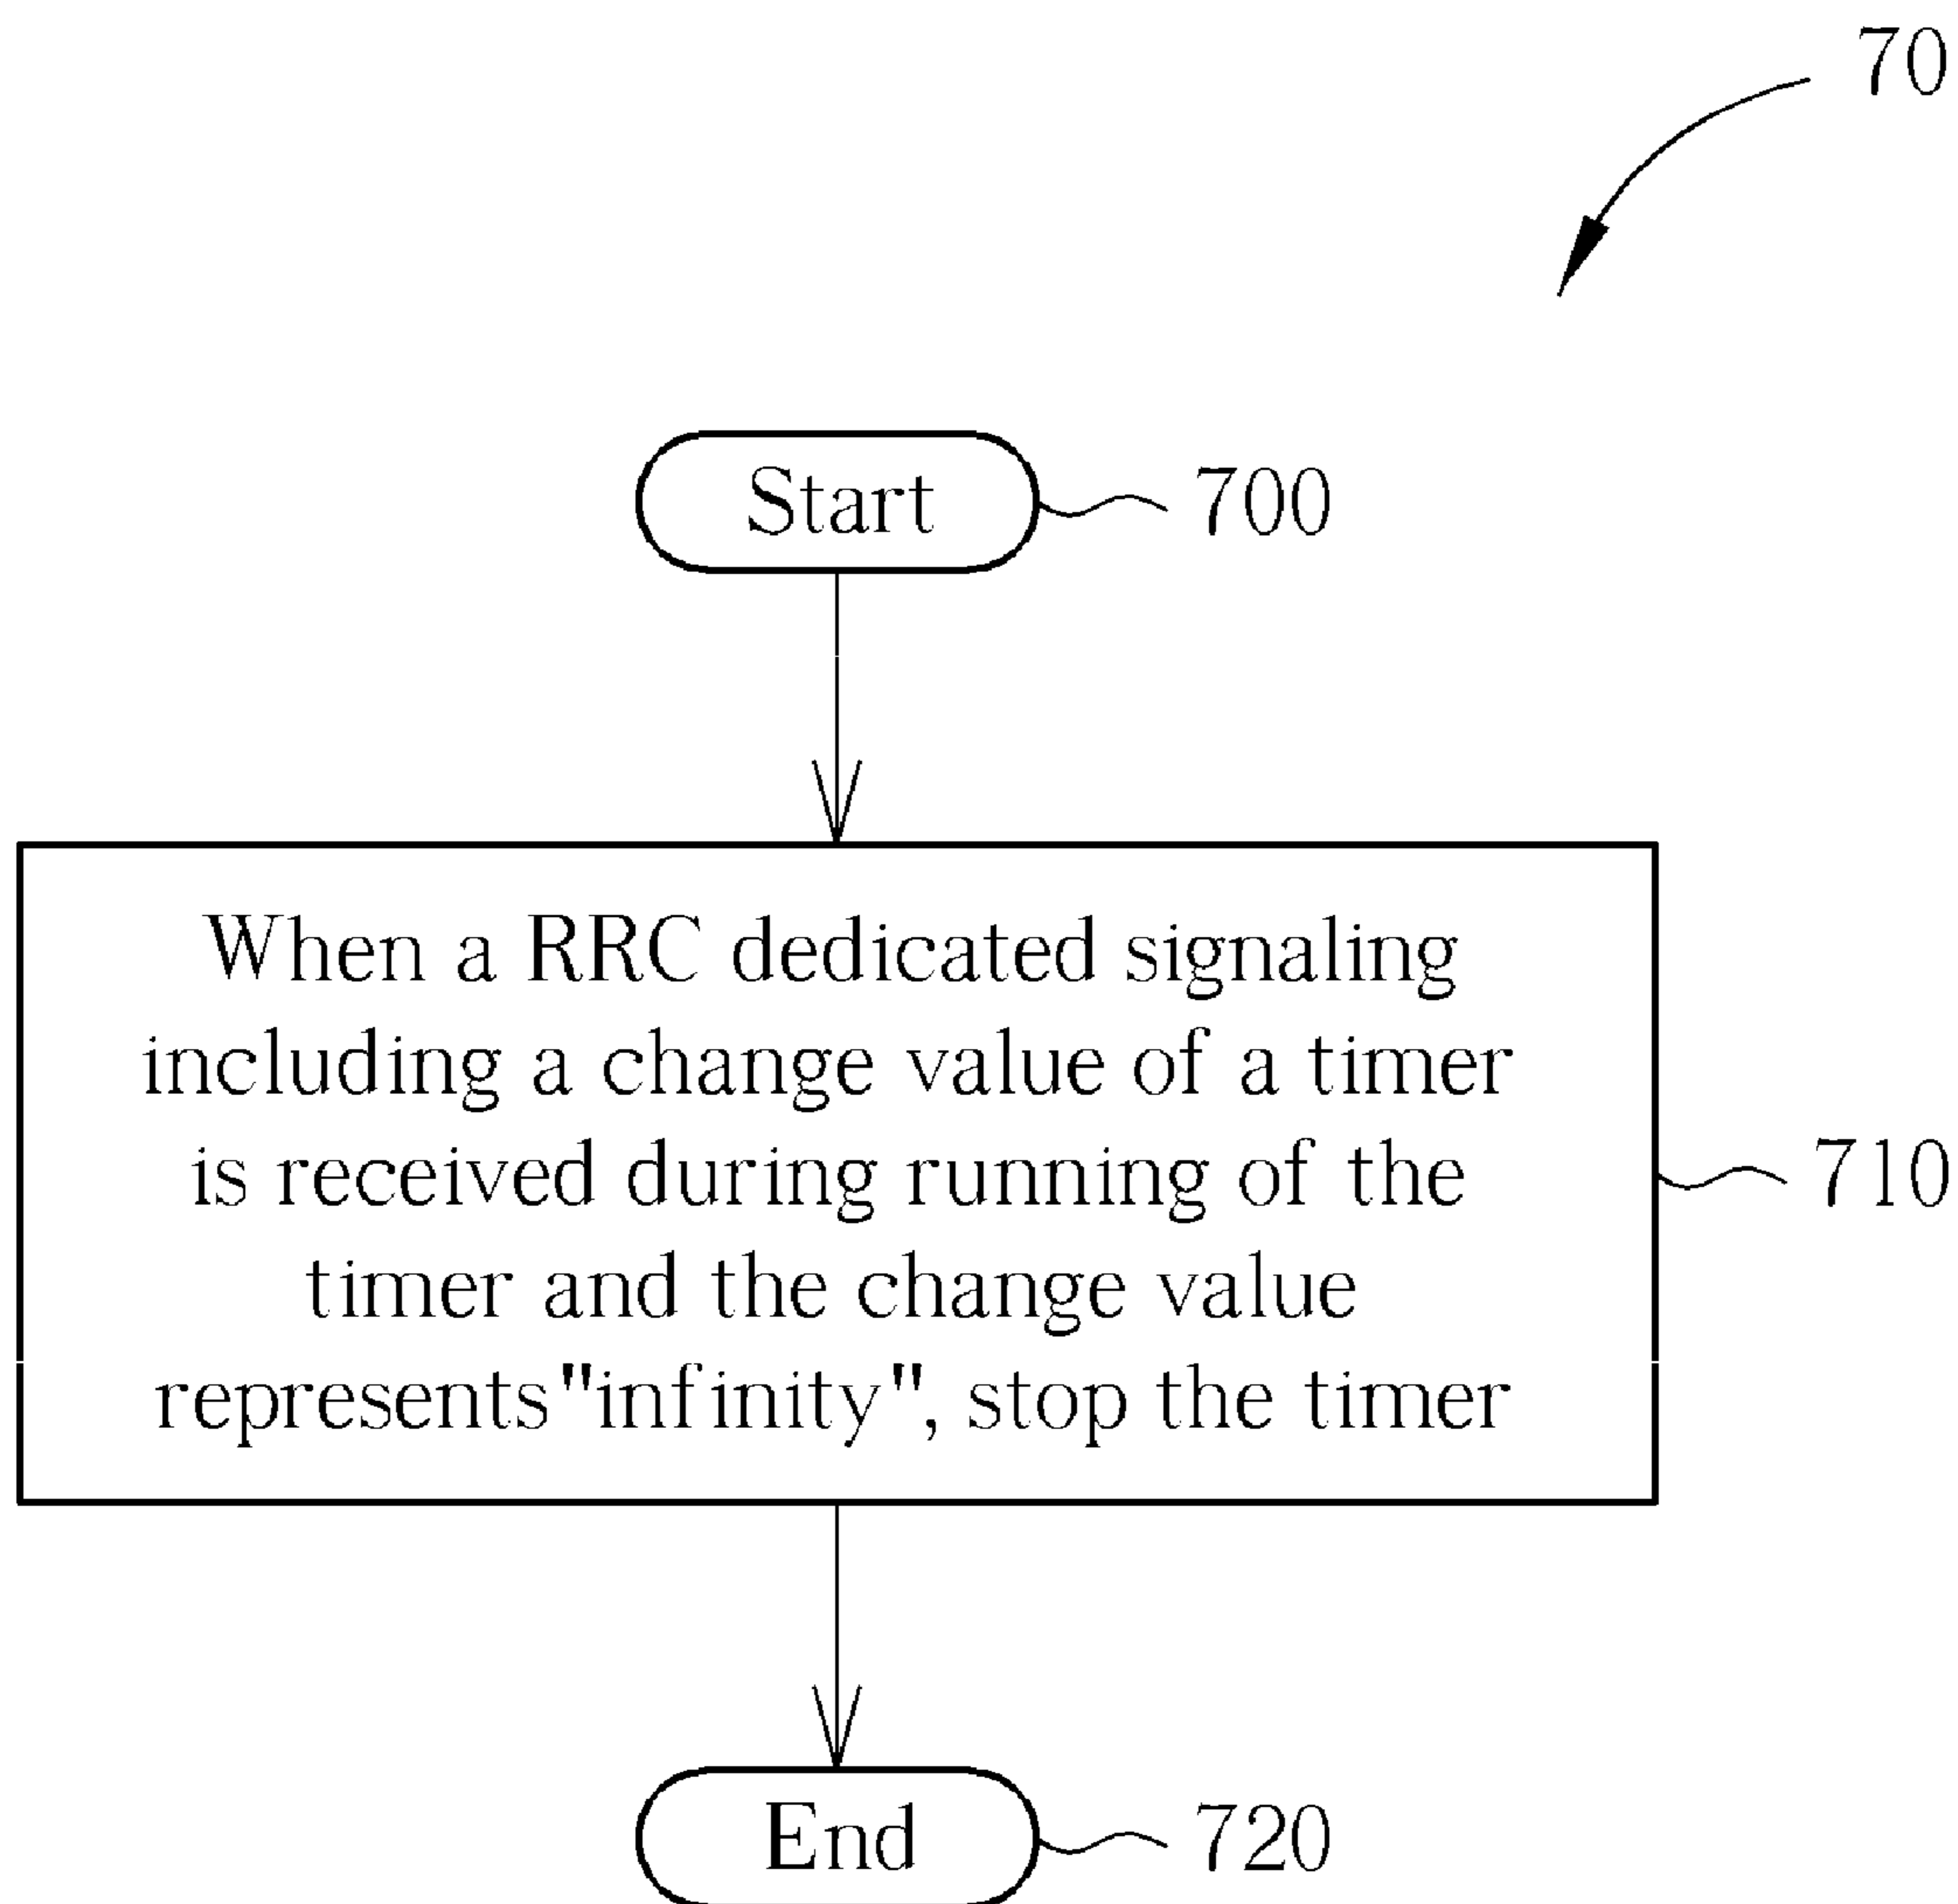 70
Start
700
When a RRC dedicated signaling
including a change value of a timer
is received during running of the
timer and the change value
represents"infinity", stop the timer
710
End
720